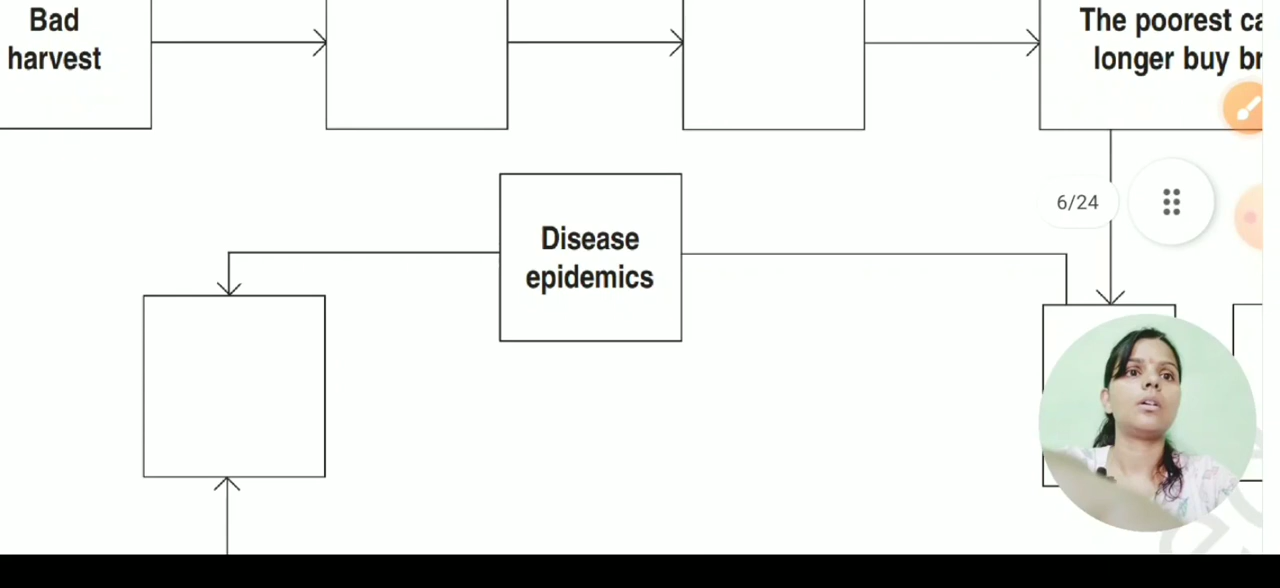 Bad
harvest
The poorest ca
longer buy br
6/24
Disease
epidemics